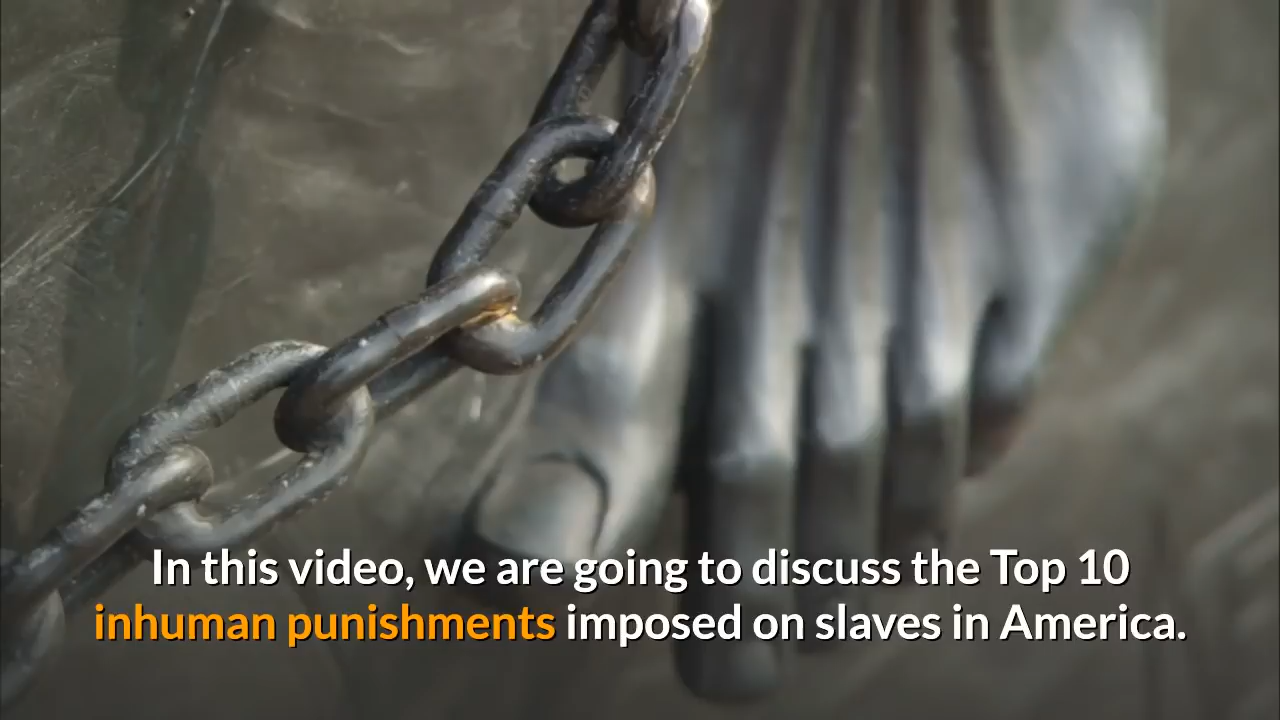 In this video, we are going to discuss the Top 10
inhuman punishments imposed on slaves in America.